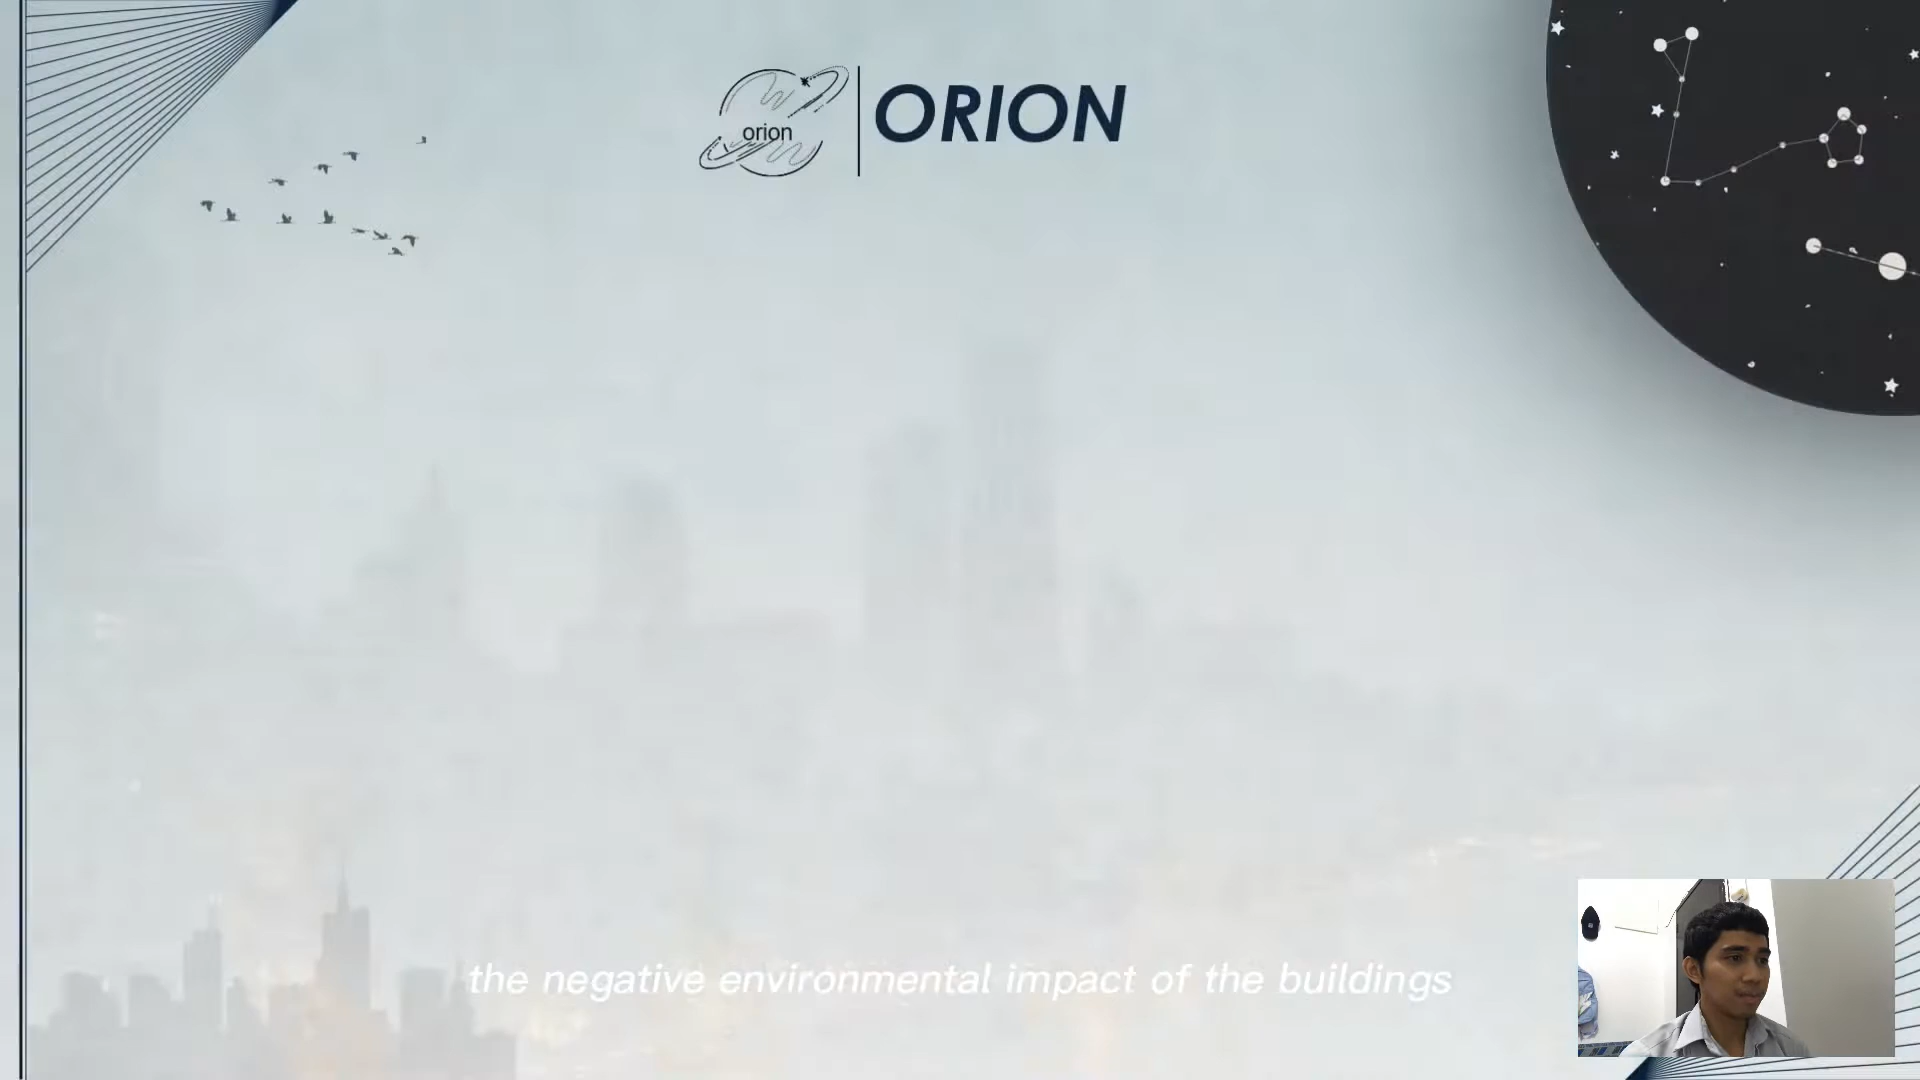 orion
ORION
the negative environmental impact of the buildings